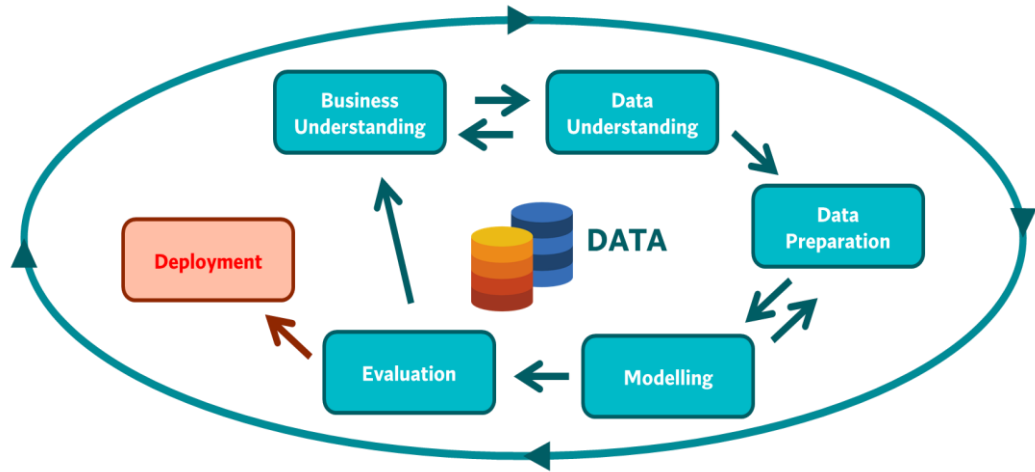 Business
Understanding
Data
Understanding
Data
Preparation
DATA
Deployment
Evaluation
Modelling